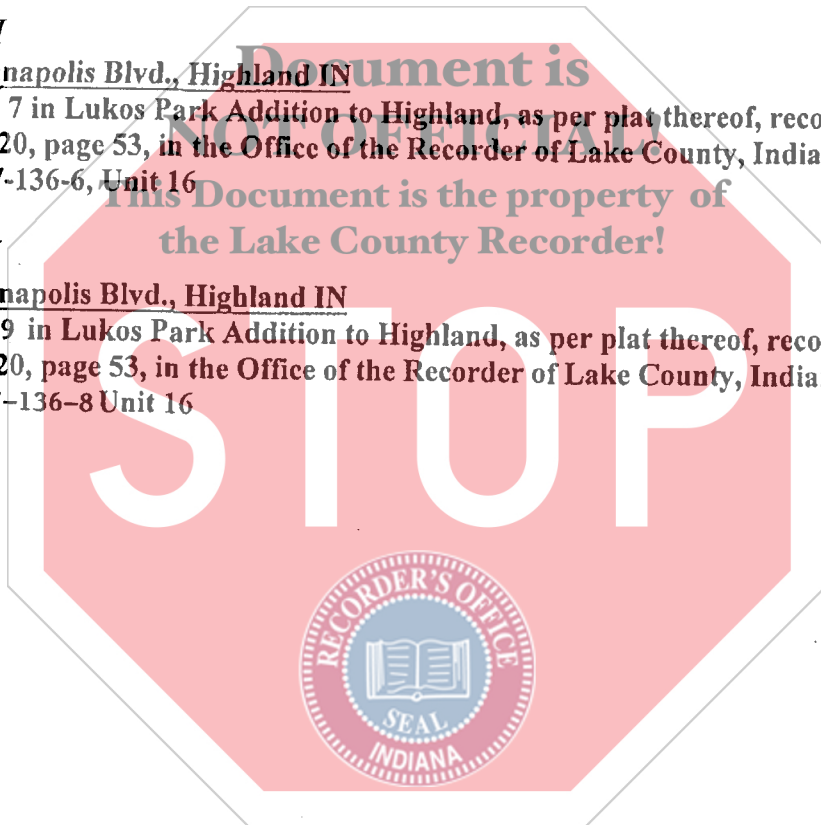 napolis Blvd., Highland IN
7 in Lukos Park Addition to Highland, as per plat thereof, reco
20, page 53, in the Office of the Recorder of Lake County, India
-136-6, Unit 16
napolis Blvd., Highland IN
9 in Lukos Park Addition to Highland, as per plat thereof, reco
20, page 53, in the Office of the Recorder of Lake County, India
-136-8 Unit 16
Document is
NOT OFFICIAL!
This Document is the property of
the Lake County Recorder!
STOP
RECORDER'S OFFICE
SEAL
INDIANA